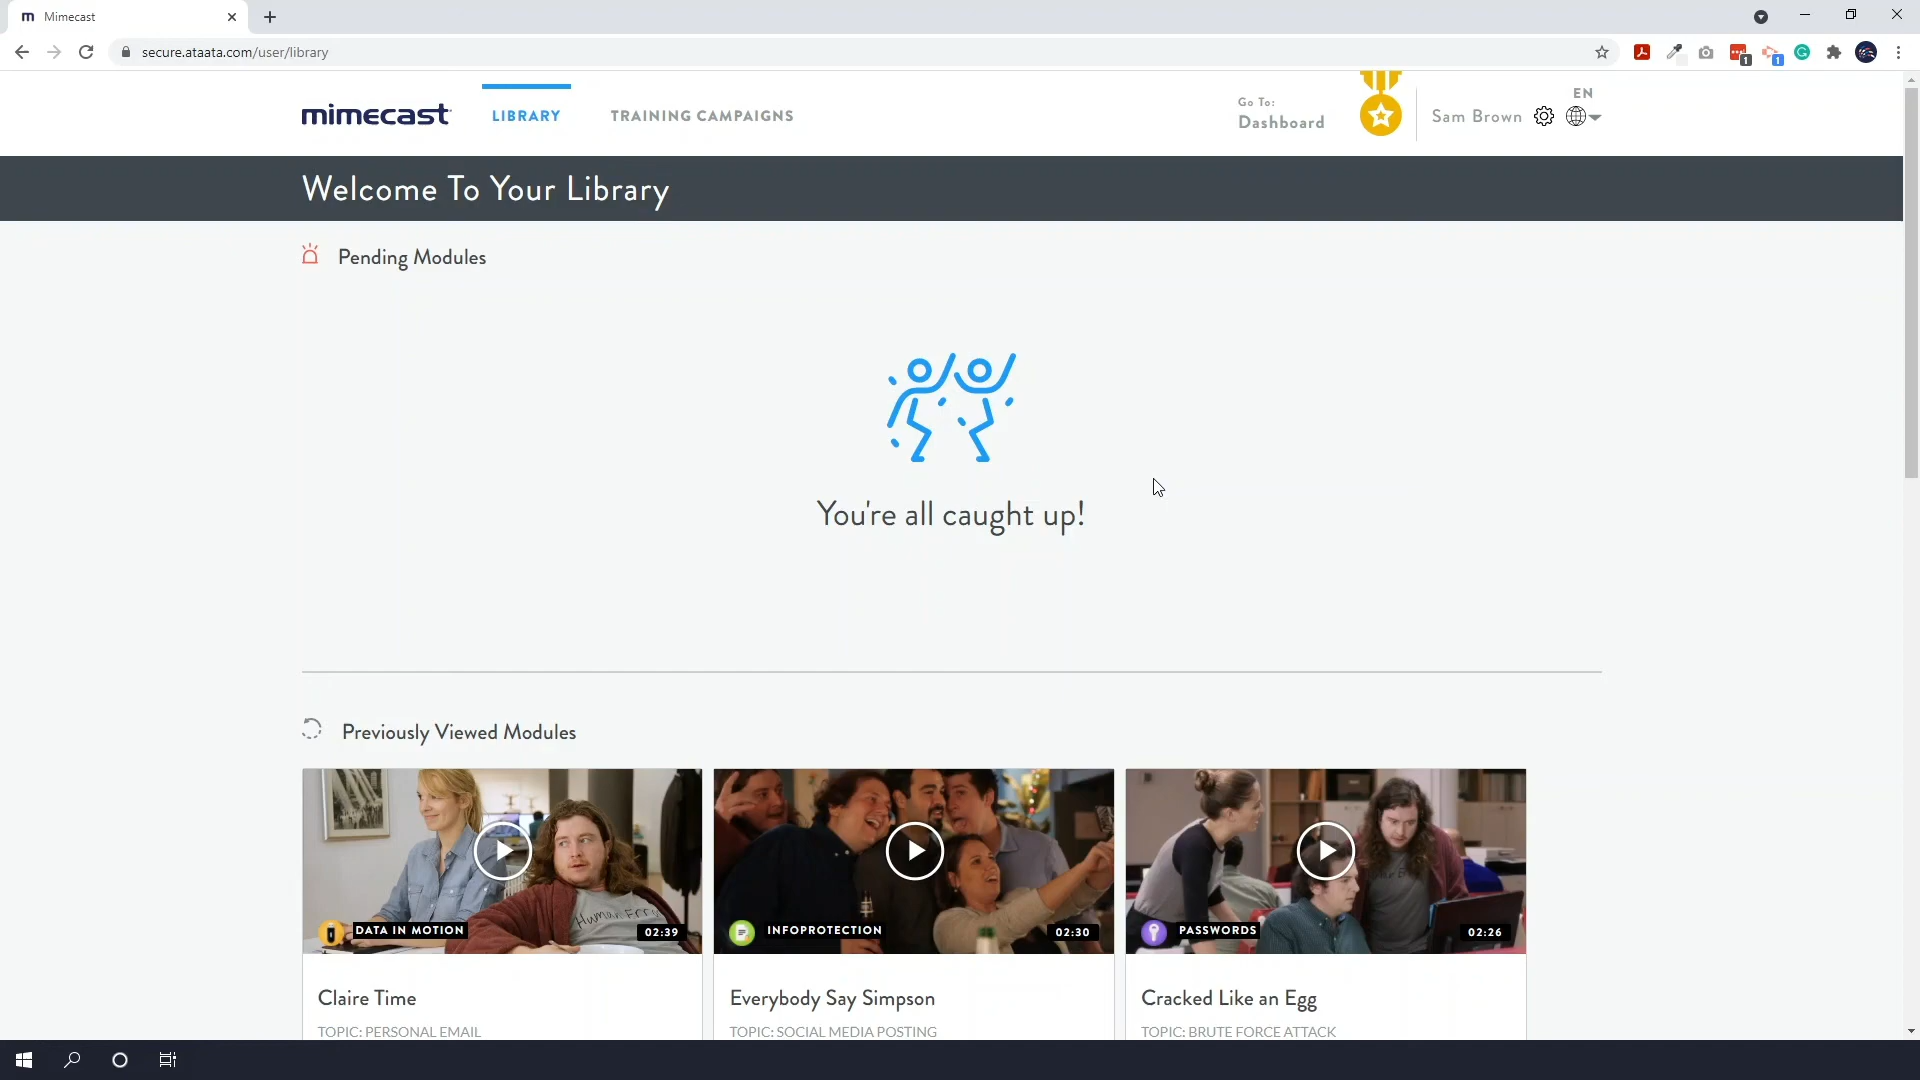 Mimecast
secure.ataata.com/user/library
1
1
mimecast
LIBRARY
TRAINING CAMPAIGNS
Go To:
Dashboard
Sam Brown
EN
Welcome To Your Library
Pending Modules
You're all caught up!
Previously Viewed Modules
DATA IN MOTION
02:39
INFOPROTECTION
02:30
PASSWORDS
02:26
Claire Time
Everybody Say Simpson
Cracked Like an Egg
TOPIC: PERSONAL EMAIL
TOPIC: SOCIAL MEDIA POSTING
TOPIC: BRUTE FORCE ATTACK